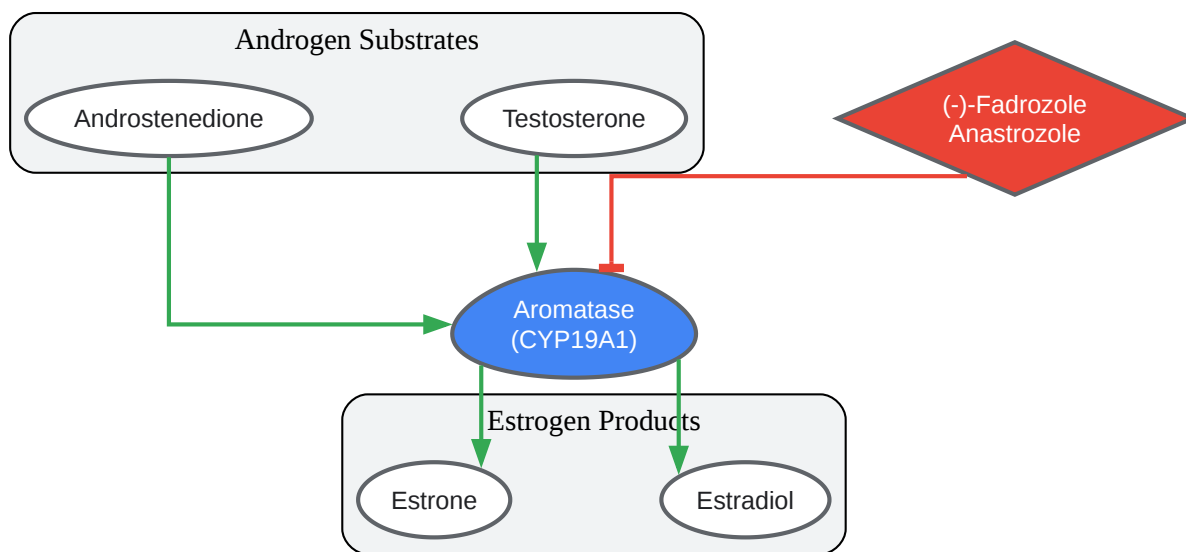 Androgen Substrates
Androstenedione
Testosterone
(-)-Fadrozole
Anastrozole
Aromatase
(CYP19A1)
Estrogen Products
Estrone
Estradiol